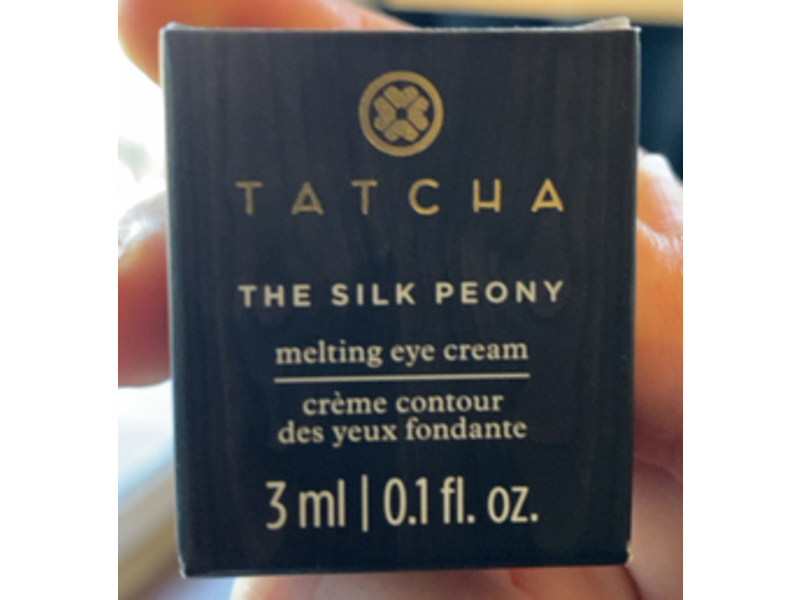 TATCHA
THE SILK PEONY
melting eye cream
crème contour
des yeux fondante
3 ml | 0.1 fl. oz.